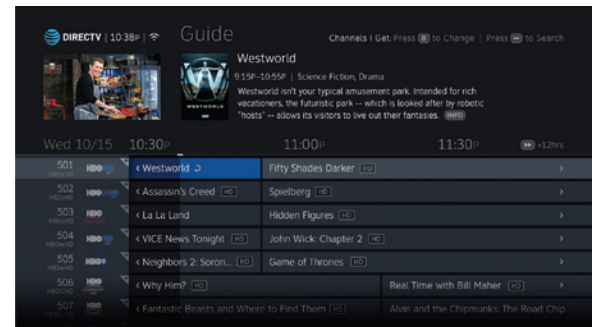 DIRECTV | 10:38P |
Guide
Channels I Get: Press to Change | Press to Search
Westworld
9:15P-10:55P | Science Fiction, Drama
Westworld isn't your typical amusement park. Intended for rich
vacationers, the futuristic park -- which is looked after by robotic
"hosts" -- allows its visitors to live out their fantasies. INFO
WESTWORLD
Wed 10/15 10:30P 11:00P 11:30P +12hrs
501 HBO ‹ Westworld Fifty Shades Darker HD ›
502 HBO ‹ Assassin's Creed HD Spielberg HD ›
503 HBO ‹ La La Land Hidden Figures HD ›
504 HBO ‹ VICE News Tonight HD John Wick: Chapter 2 HD ›
505 HBO ‹ Neighbors 2: Sorori... HD Game of Thrones HD ›
506 HBO ‹ Why Him? HD Real Time with Bill Maher HD ›
507 HBO ‹ Fantastic Beasts and Where to Find Them HD Alvin and the Chipmunks: The Road Chip